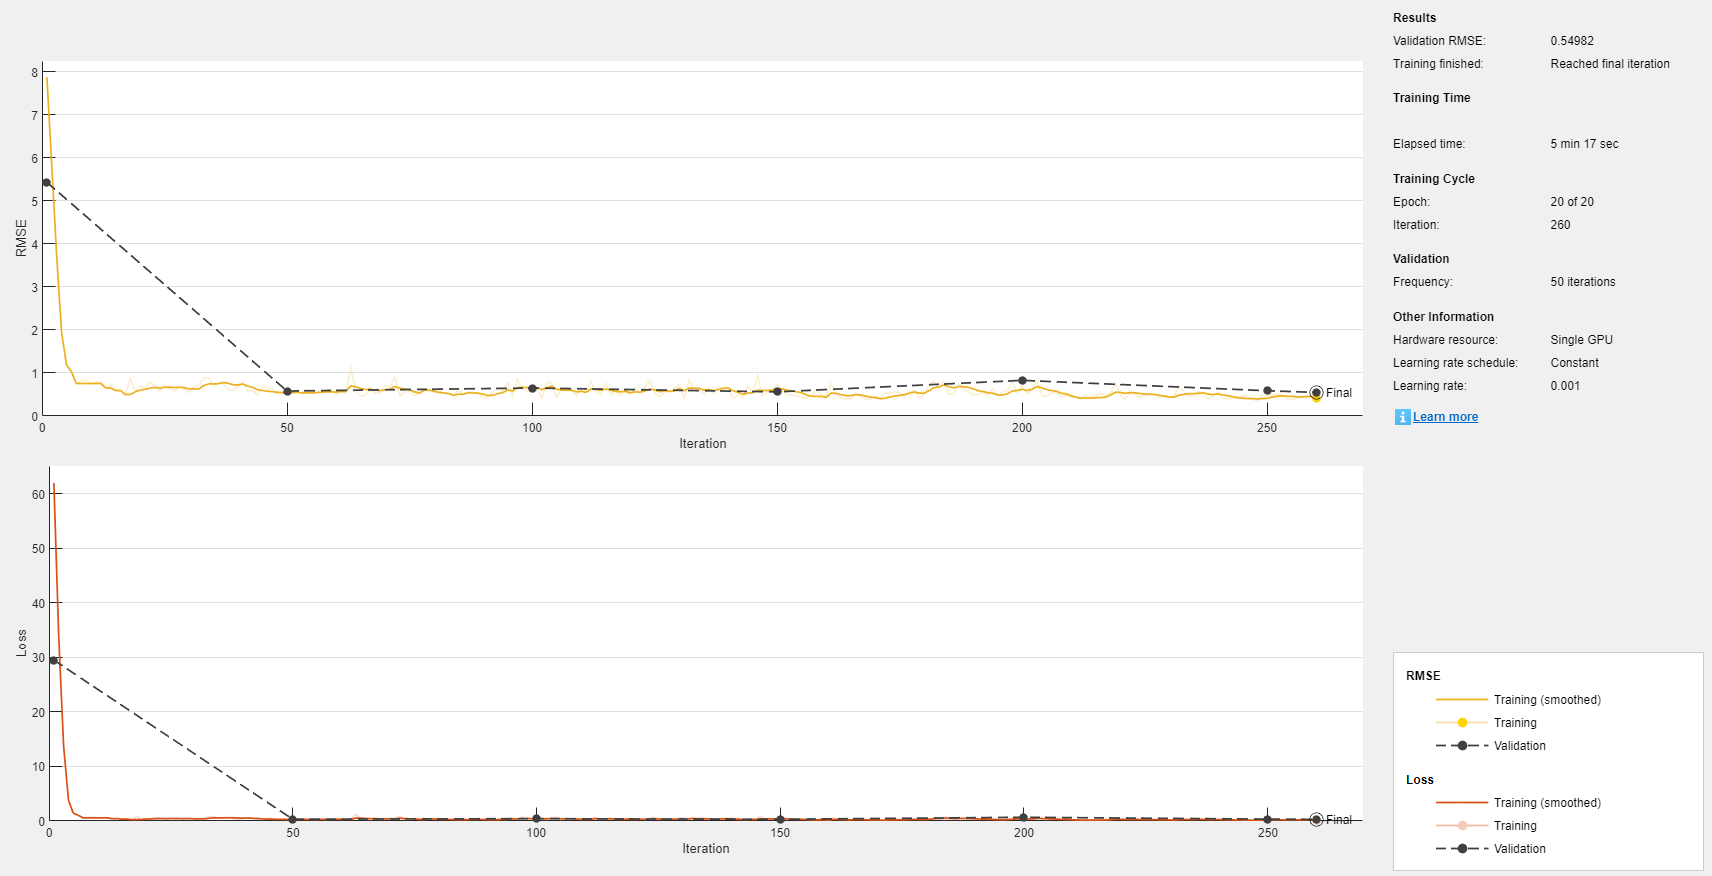 8
7
6
5
4
3
2
1
0
RMSE
0 50 100 150 200 250
Iteration
Final
60
50
40
30
20
10
0
Loss
0 50 100 150 200 250
Iteration
Final
Results
Validation RMSE: 0.54982
Training finished: Reached final iteration
Training Time
Elapsed time: 5 min 17 sec
Training Cycle
Epoch: 20 of 20
Iteration: 260
Validation
Frequency: 50 iterations
Other Information
Hardware resource: Single GPU
Learning rate schedule: Constant
Learning rate: 0.001
i Learn more
RMSE
Training (smoothed)
Training
Validation
Loss
Training (smoothed)
Training
Validation